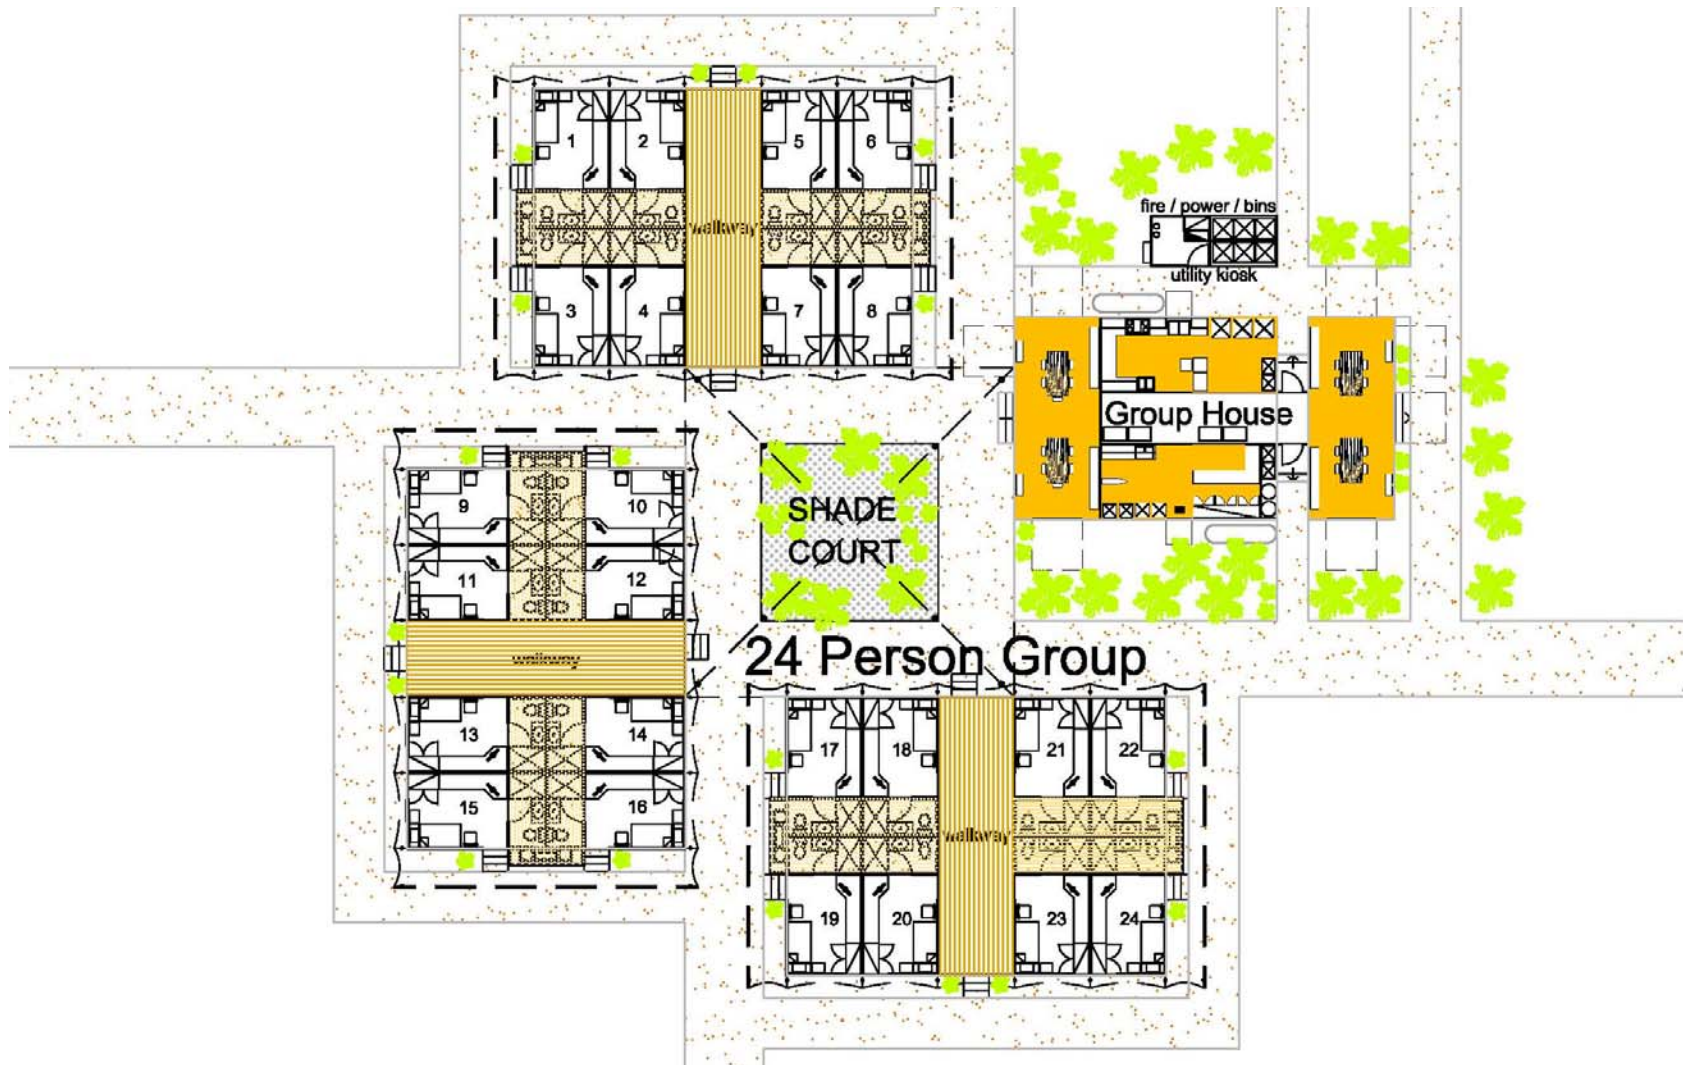 1
2
5
6
walkway
3
4
7
8
fire / power / bins
utility kiosk
Group House
SHADE
COURT
9
10
11
12
walkway
13
14
15
16
24 Person Group
17
18
21
22
walkway
19
20
23
24